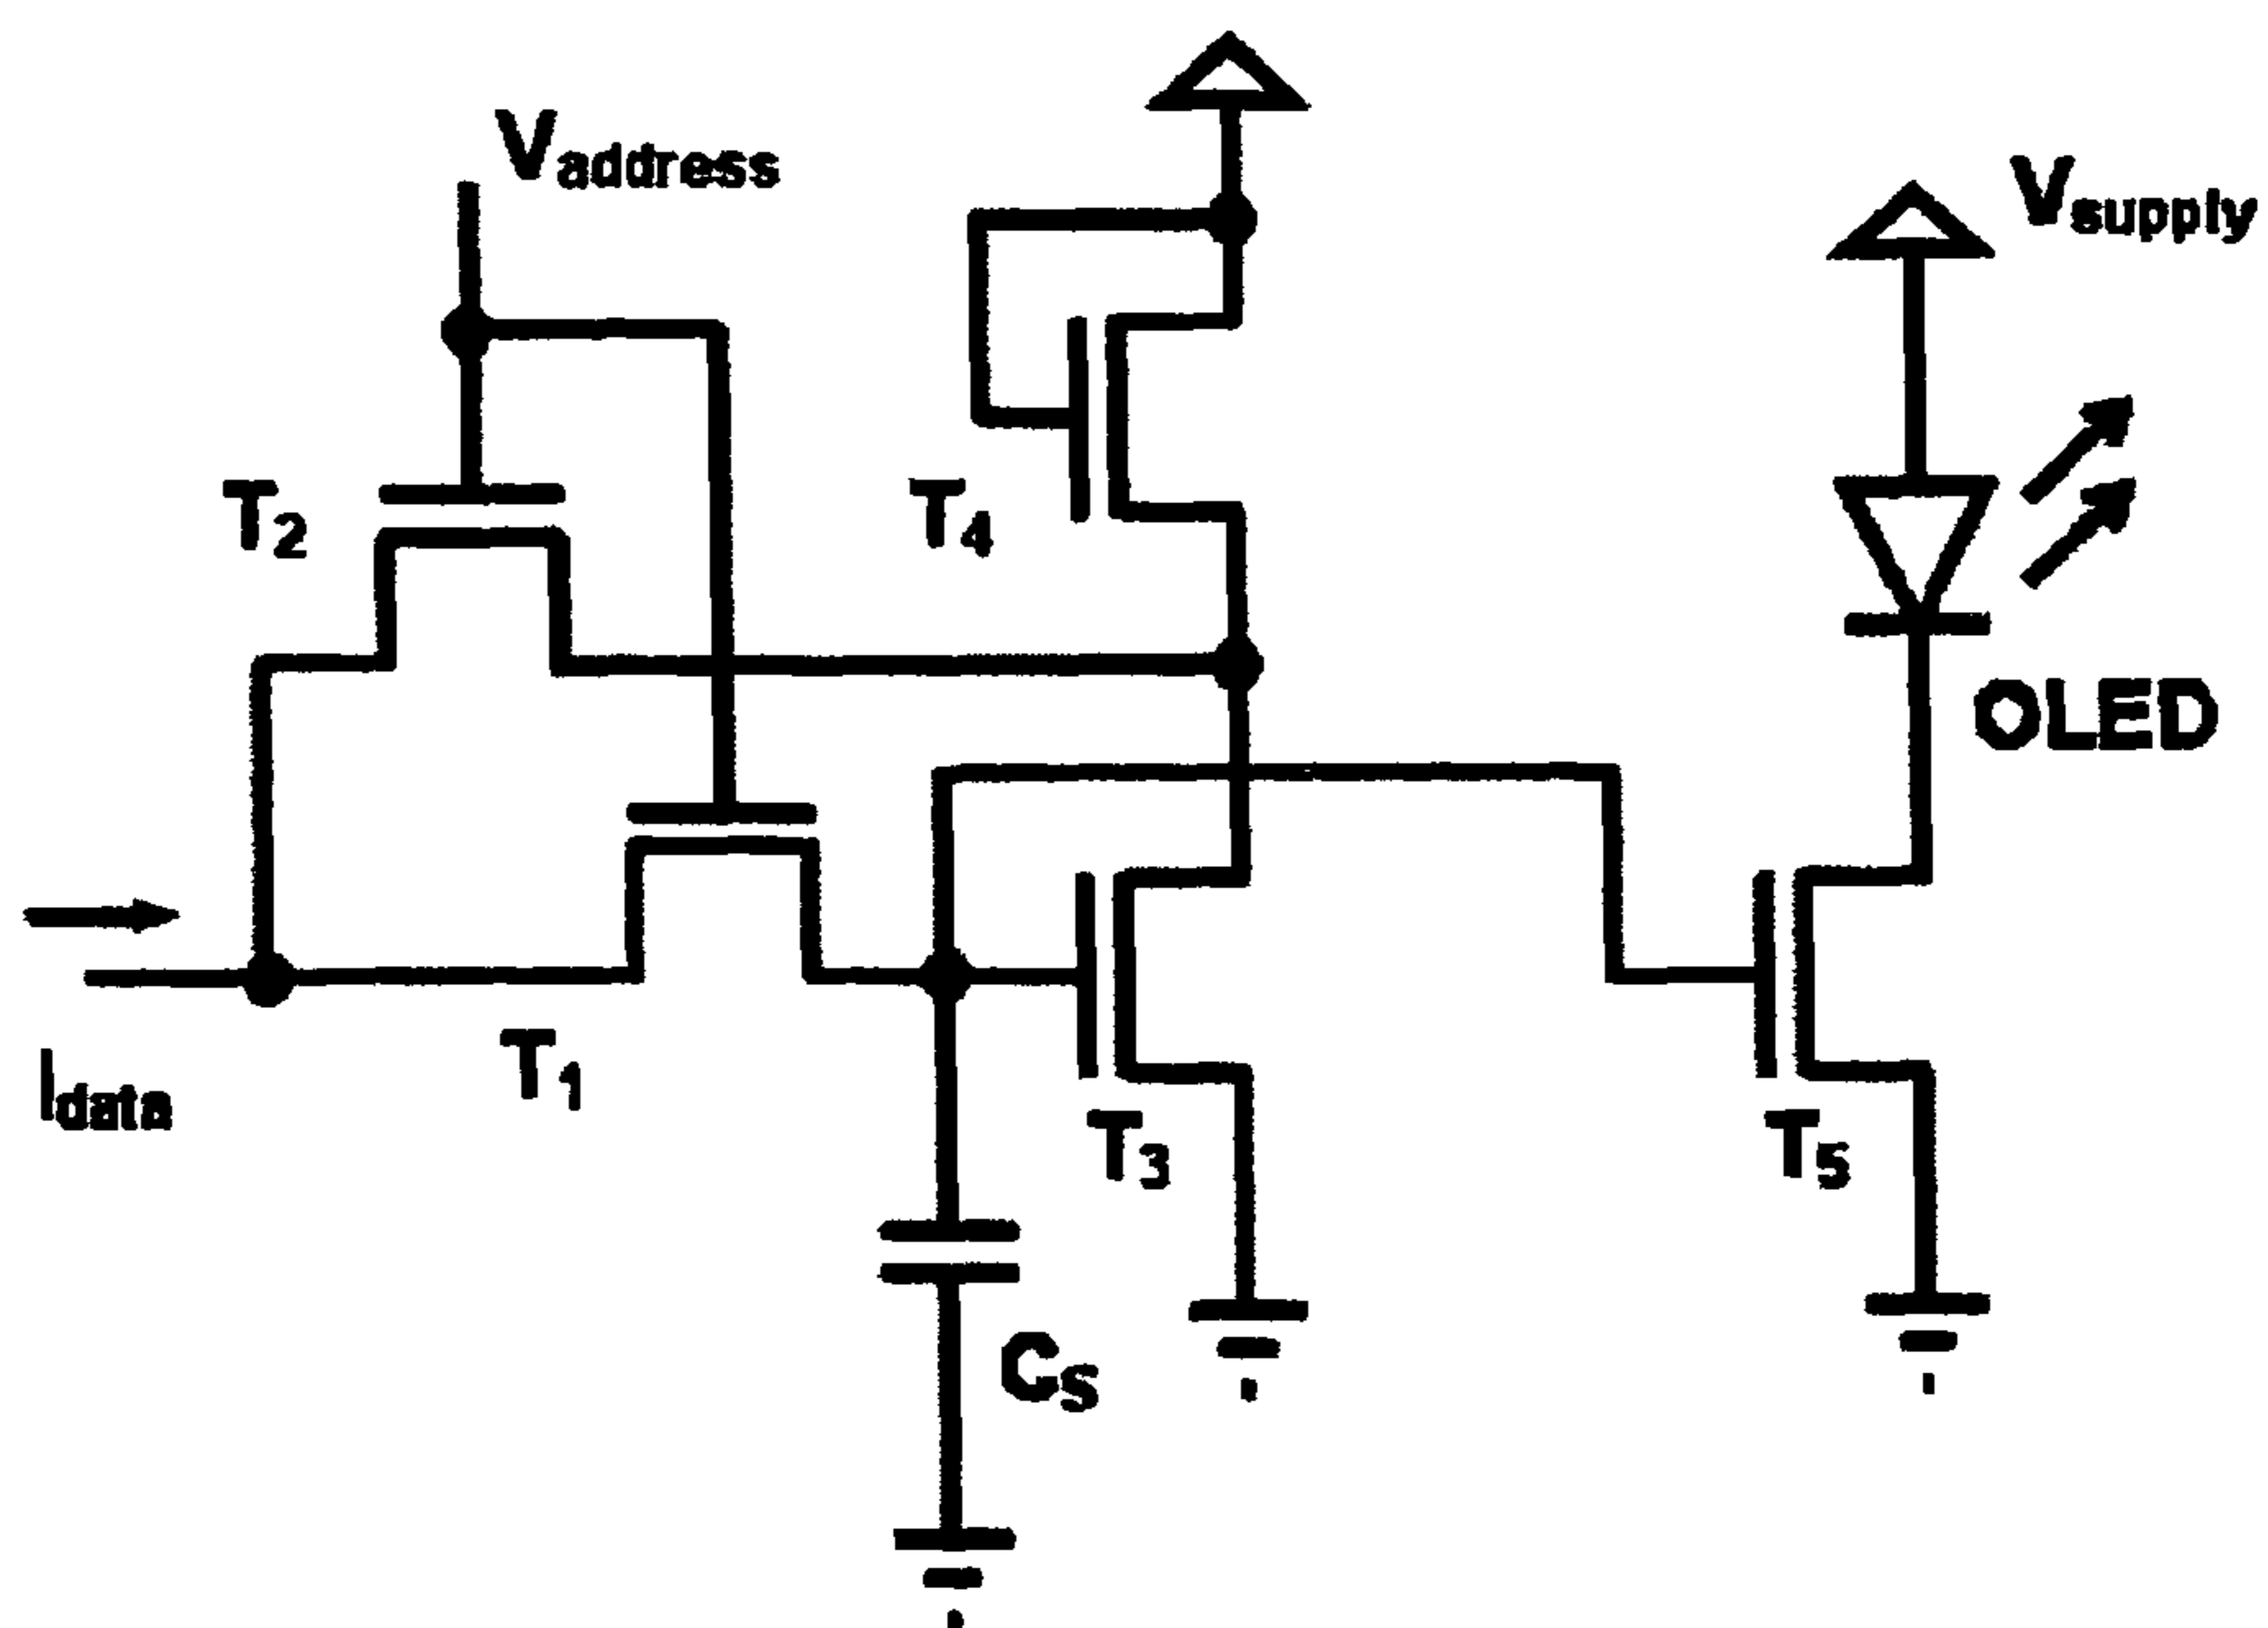 Vaddress
Vsupply
T2
T4
OLED
Idata
T1
T3
T5
CS